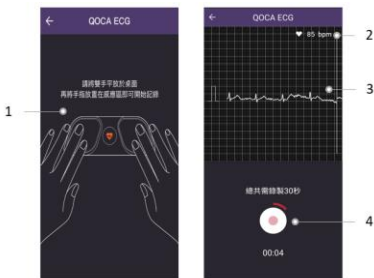 QOCA ECG
請將雙手平放於桌面
再將手指放置在感應區即可開始記錄
1
QOCA ECG
85 bpm
2
3
總共需錄製30秒
4
00:04